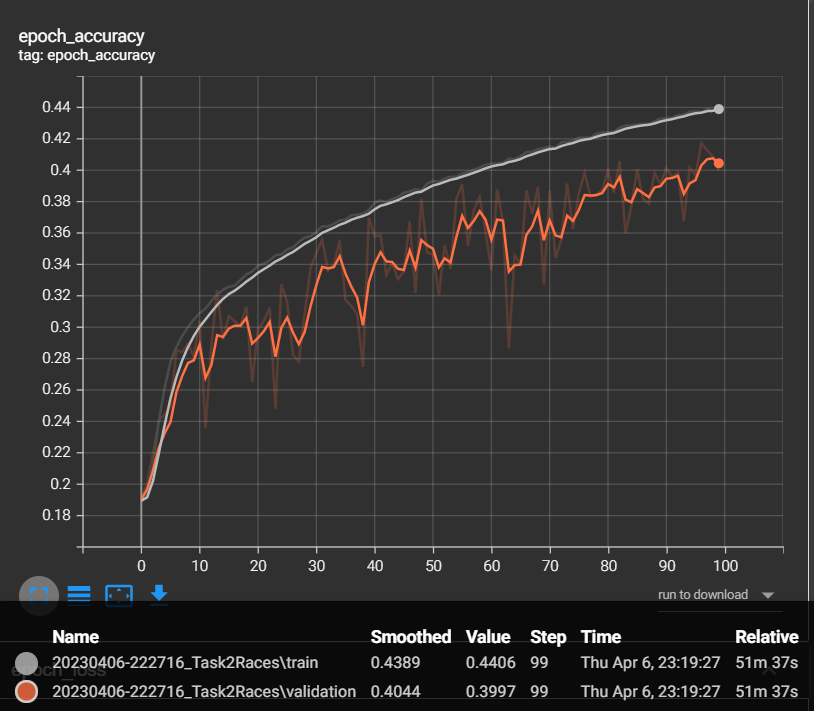 epoch_accuracy
tag: epoch_accuracy
0.44
0.42
0.4
0.38
0.36
0.34
0.32
0.3
0.28
0.26
0.24
0.22
0.2
0.18
0 10 20 30 40 50 60 70 80 90 100
run to download
Name Smoothed Value Step Time Relative
20230406-222716_Task2Races\train 0.4389 0.4406 99 Thu Apr 6, 23:19:27 51m 37s
epoch_loss
20230406-222716_Task2Races\validation 0.4044 0.3997 99 Thu Apr 6, 23:19:27 51m 37s